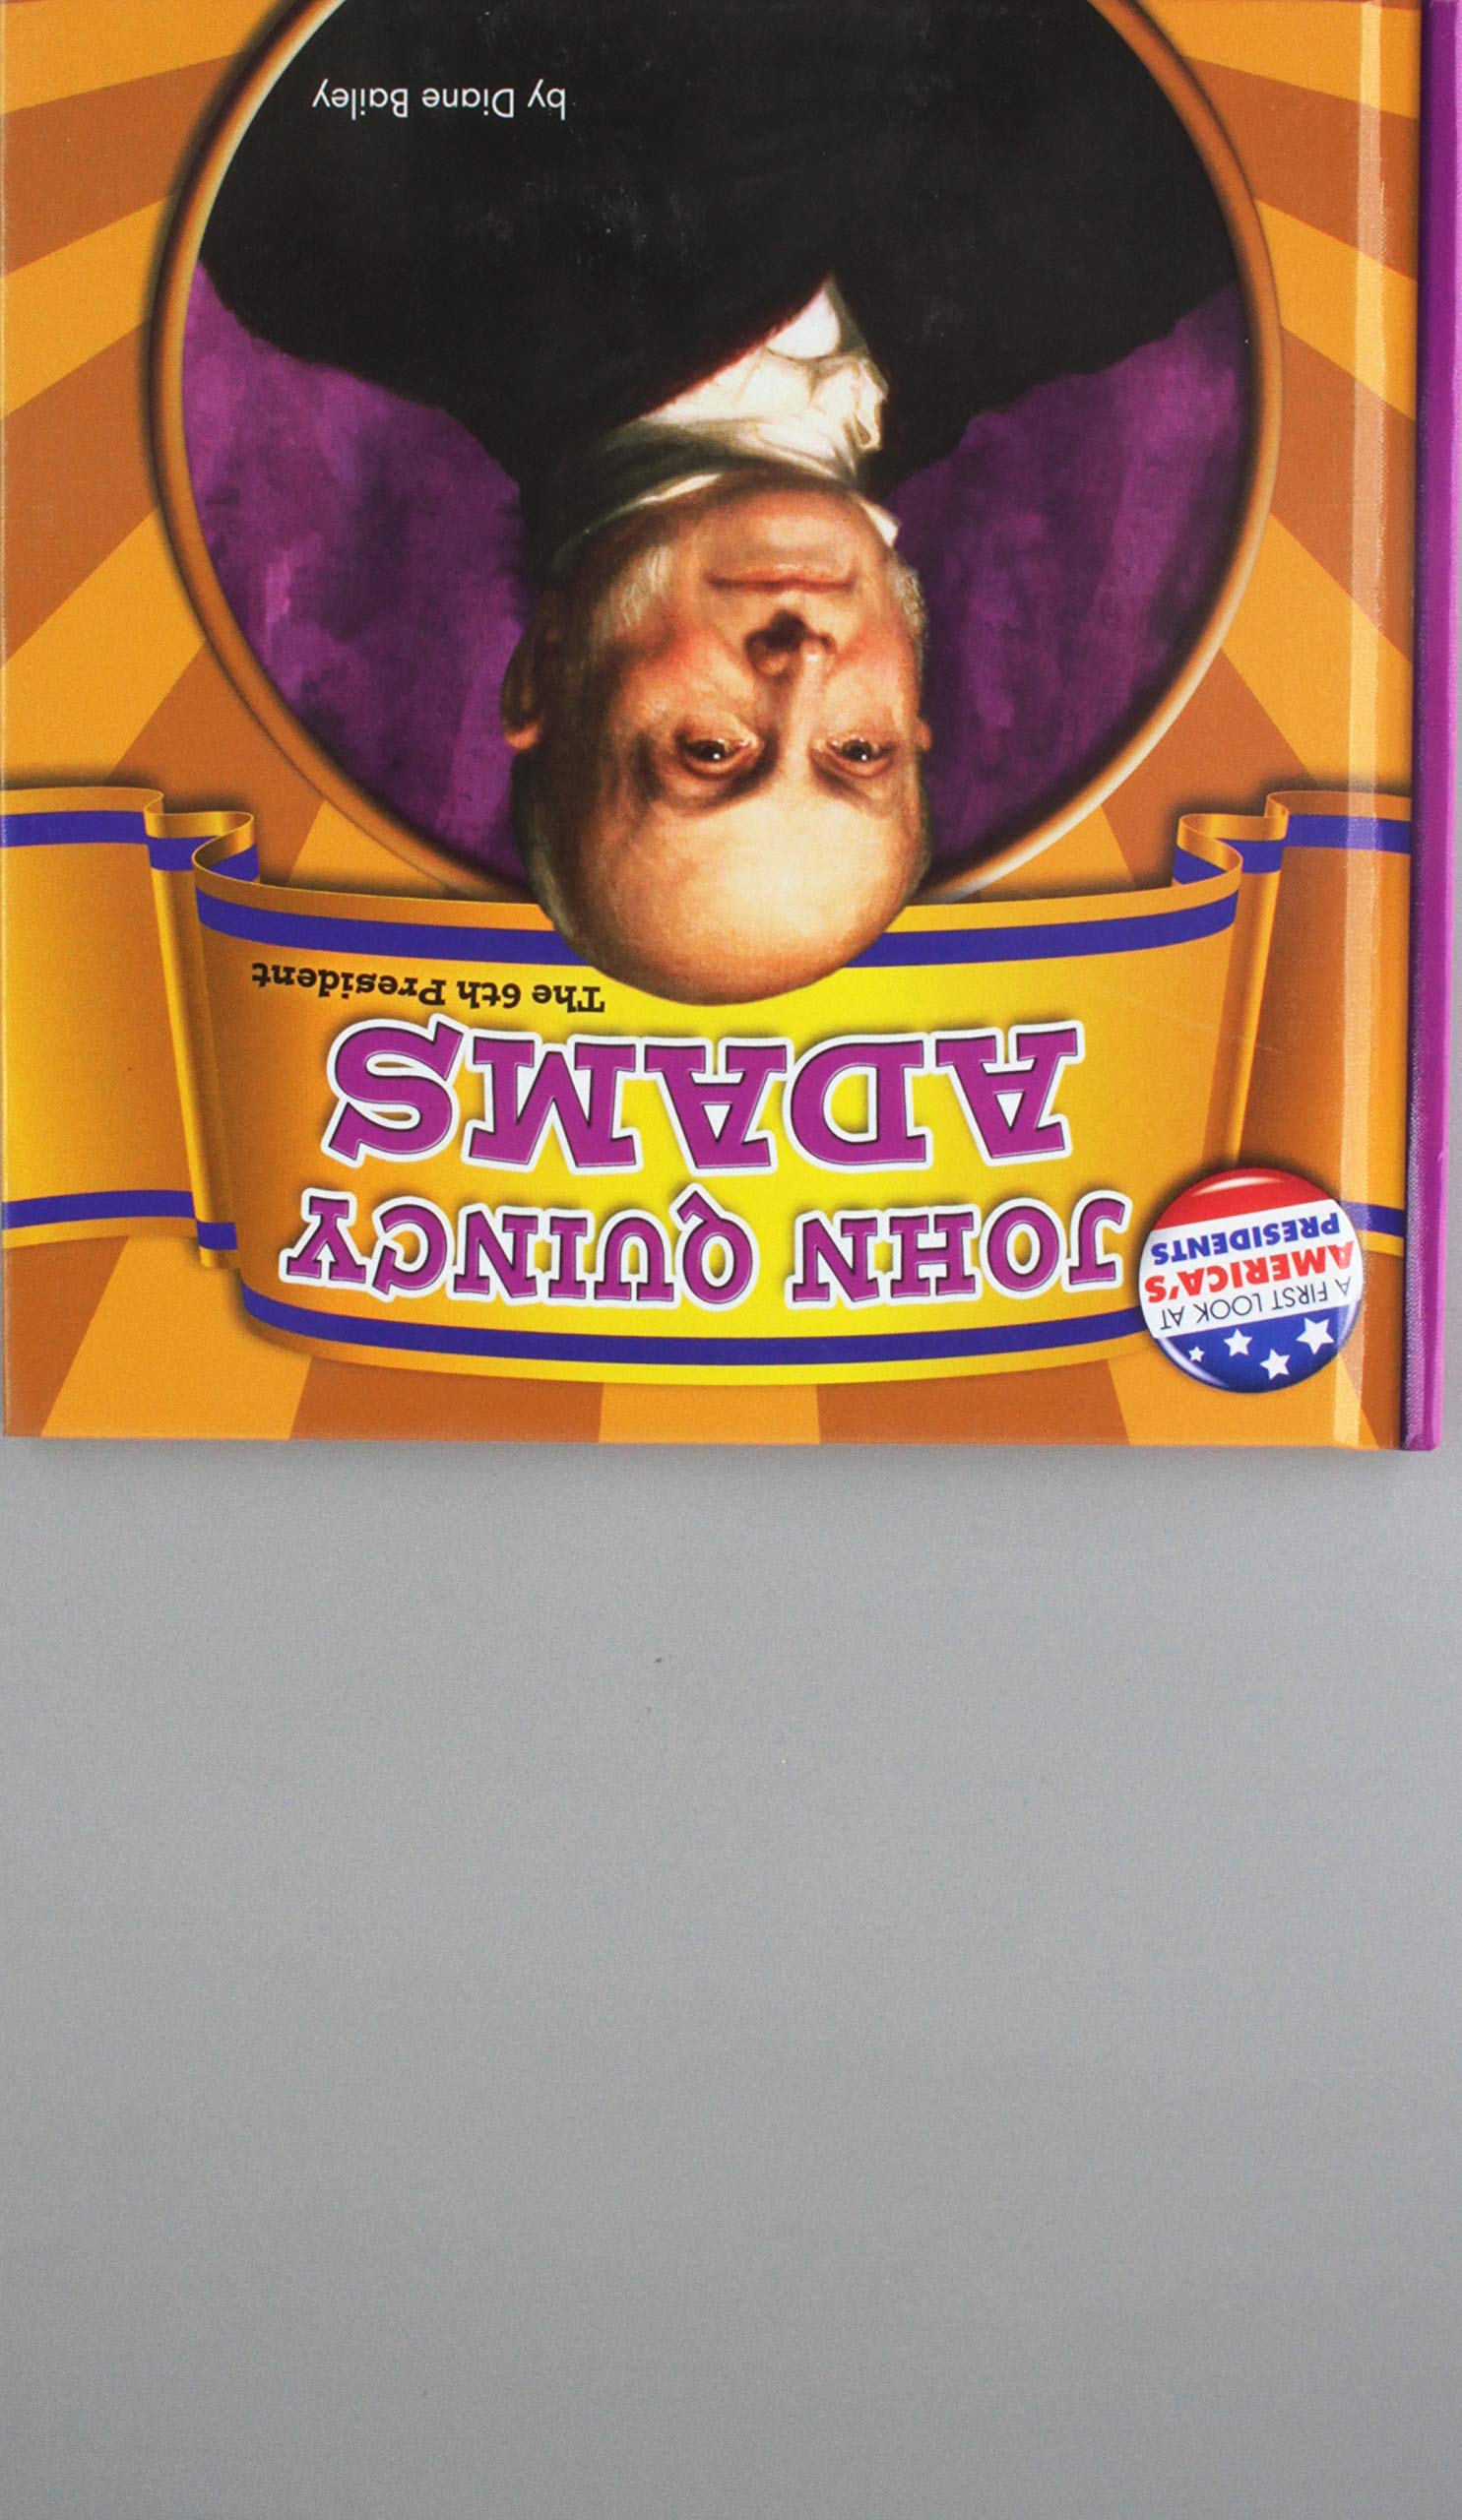 A FIRST LOOK AT
AMERICA'S
PRESIDENTS
JOHN QUINCY
ADAMS
The 6th President
by Diane Bailey